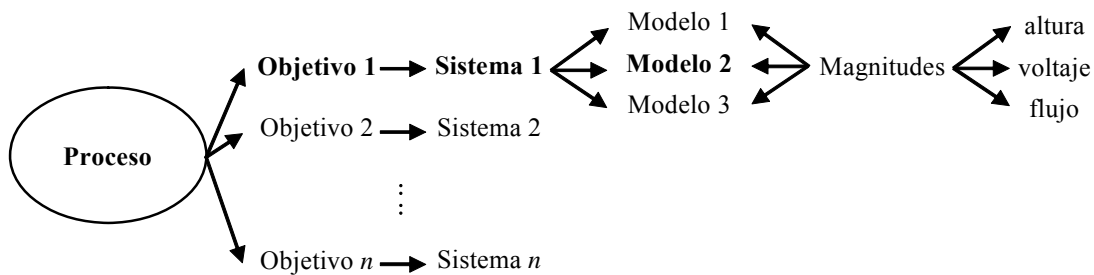 Proceso
Objetivo 1 Sistema 1
Objetivo 2 Sistema 2
⋮
Objetivo n Sistema n
Modelo 1
Modelo 2
Modelo 3
Magnitudes
altura
voltaje
flujo